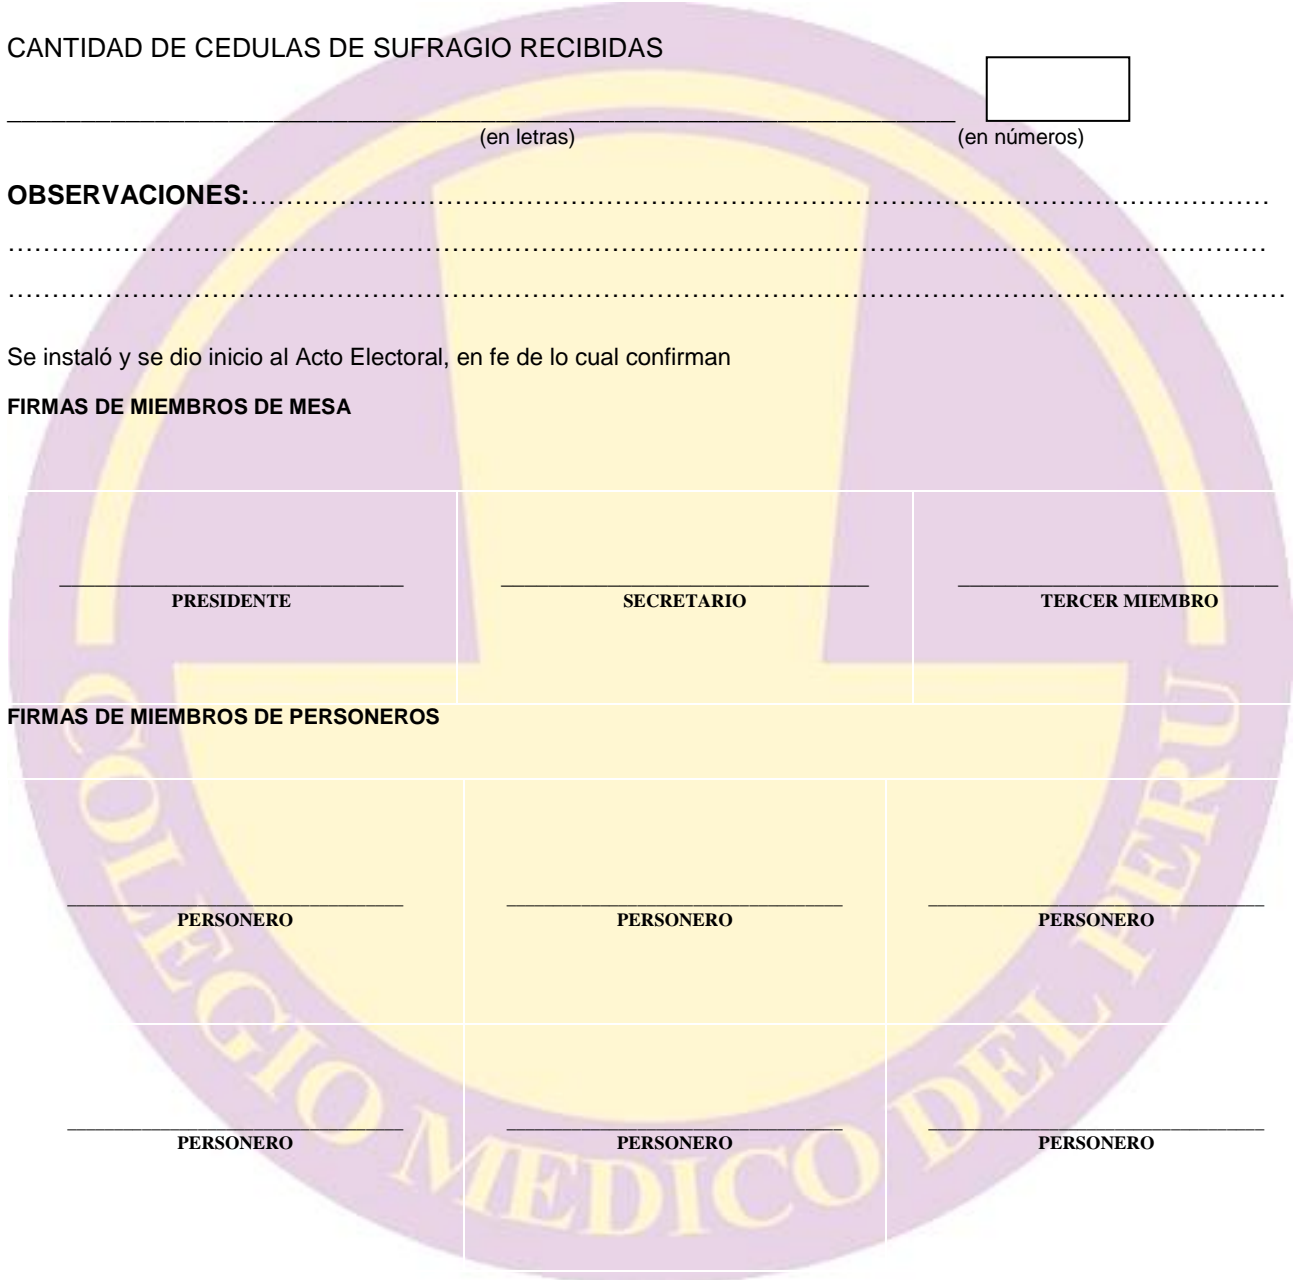 CANTIDAD DE CEDULAS DE SUFRAGIO RECIBIDAS
(en letras) (en números)
OBSERVACIONES:……………………………………………………………………………………………………
……………………………………………………………………………………………………………………………
………………………………………………………………………………………………………………………………
Se instaló y se dio inicio al Acto Electoral, en fe de lo cual confirman
FIRMAS DE MIEMBROS DE MESA
PRESIDENTE SECRETARIO TERCER MIEMBRO
FIRMAS DE MIEMBROS DE PERSONEROS
PERSONERO PERSONERO PERSONERO
PERSONERO PERSONERO PERSONERO
COLEGIO MEDICO DEL PERU